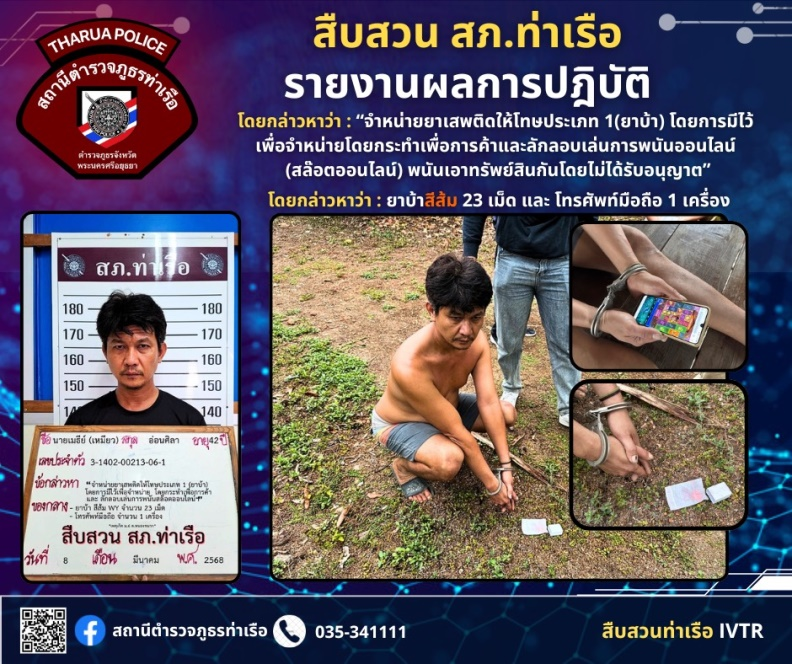 THARUA POLICE
สถานีตำรวจภูธรท่าเรือ
ตำรวจภูธรจังหวัด
พระนครศรีอยุธยา
สืบสวน สภ.ท่าเรือ
รายงานผลการปฏิบัติ
โดยกล่าวหาว่า : “จำหน่ายยาเสพติดให้โทษประเภท 1(ยาบ้า) โดยการมีไว้
เพื่อจำหน่ายโดยกระทำเพื่อการค้าและลักลอบเล่นการพนันออนไลน์
(สล๊อตออนไลน์) พนันเอาทรัพย์สินกันโดยไม่ได้รับอนุญาต”
โดยกล่าวหาว่า : ยาบ้าสีส้ม 23 เม็ด และ โทรศัพท์มือถือ 1 เครื่อง
สภ.ท่าเรือ
180 180
170 170
160 160
150 150
140
ชื่อ นายเมธีย์ (เหมียว) สกุล อ่อนศิลา อายุ 42 ปี
เลขประจำตัว 3-1402-00213-06-1
ข้อกล่าวหา “จำหน่ายยาเสพติดให้โทษประเภท 1 (ยาบ้า)
โดยการมีไว้เพื่อจำหน่าย โดยกระทำเพื่อการค้า
และ ลักลอบเล่นการพนันสล็อตออนไลน์”
ของกลาง - ยาบ้า สีส้ม WY จำนวน 23 เม็ด
- โทรศัพท์มือถือ จำนวน 1 เครื่อง
สืบสวน สภ.ท่าเรือ
วันที่ 8 เดือน มีนาคม พ.ศ. 2568
สถานีตำรวจภูธรท่าเรือ
035-341111
สืบสวนท่าเรือ IVTR